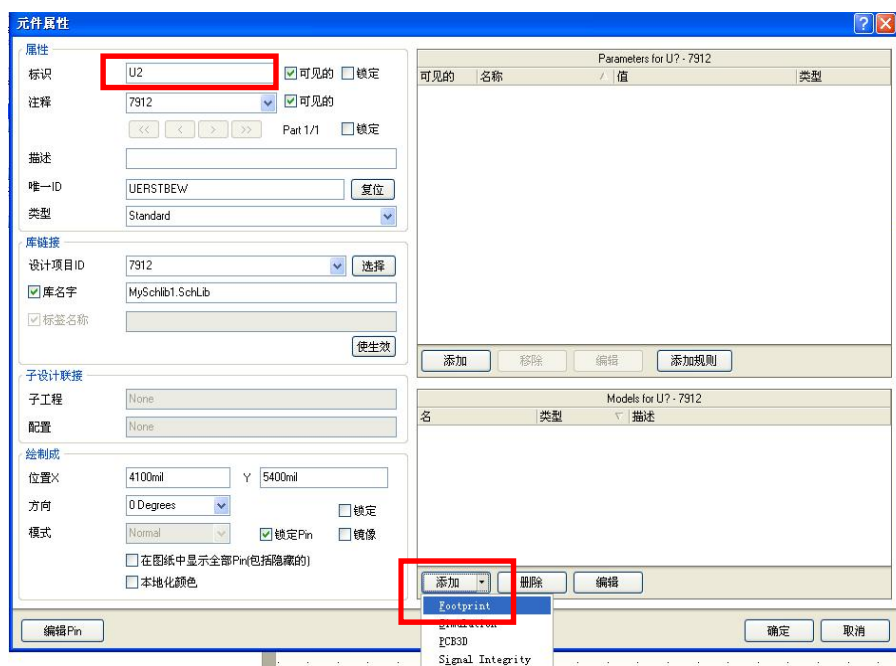 元件属性
属性
标识 U2 可见的 锁定
注释 7912 可见的
<< < > >> Part 1/1 锁定
描述
唯一ID UERSTBEW 复位
类型 Standard
库链接
设计项目ID 7912 选择
库名字 MySchlib1.SchLib
标签名称
使生效
子设计联接
子工程 None
配置 None
绘制成
位置X 4100mil Y 5400mil
方向 0 Degrees 锁定
模式 Normal 锁定Pin 镜像
在图纸中显示全部Pin(包括隐藏的)
本地化颜色
编辑Pin
Parameters for U? - 7912
可见的 名称 值 类型
添加 移除 编辑 添加规则
Models for U? - 7912
名 类型 描述
添加 删除 编辑
Footprint
Simulation
PCB3D
Signal Integrity
确定 取消